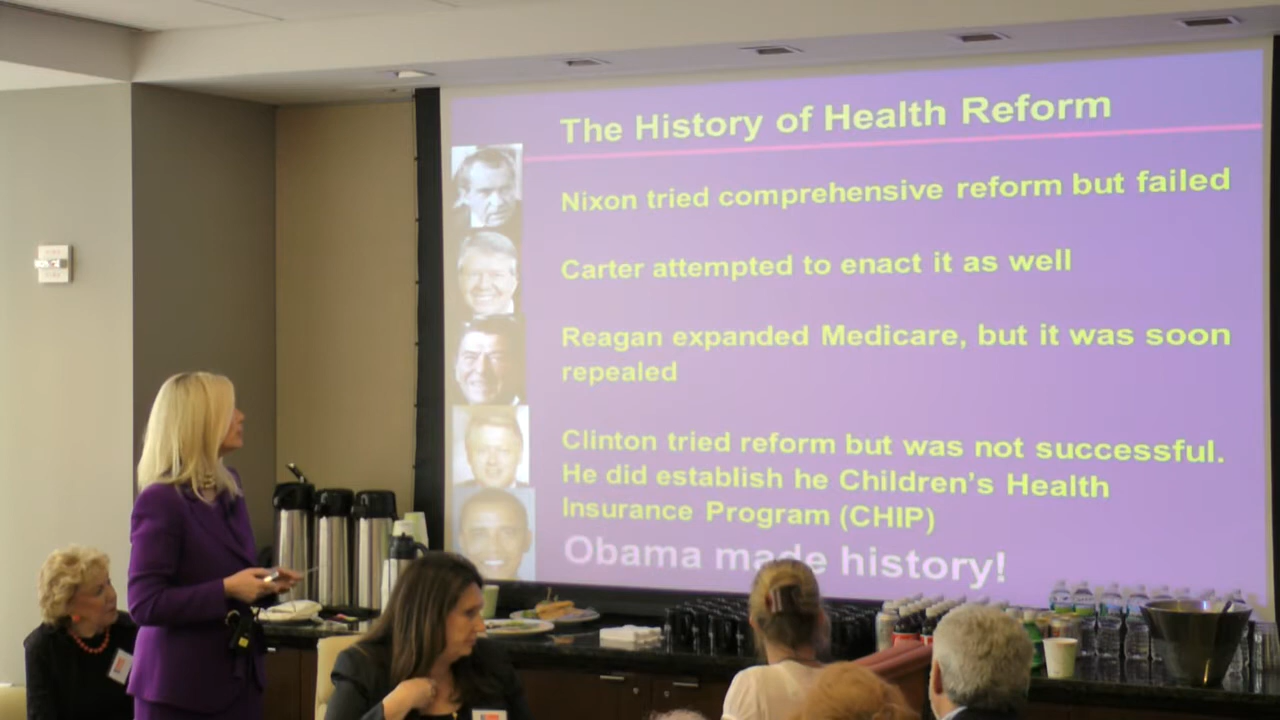 The History of Health Reform
Nixon tried comprehensive reform but failed
Carter attempted to enact it as well
Reagan expanded Medicare, but it was soon
repealed
Clinton tried reform but was not successful.
He did establish he Children's Health
Insurance Program (CHIP)
Obama made history!